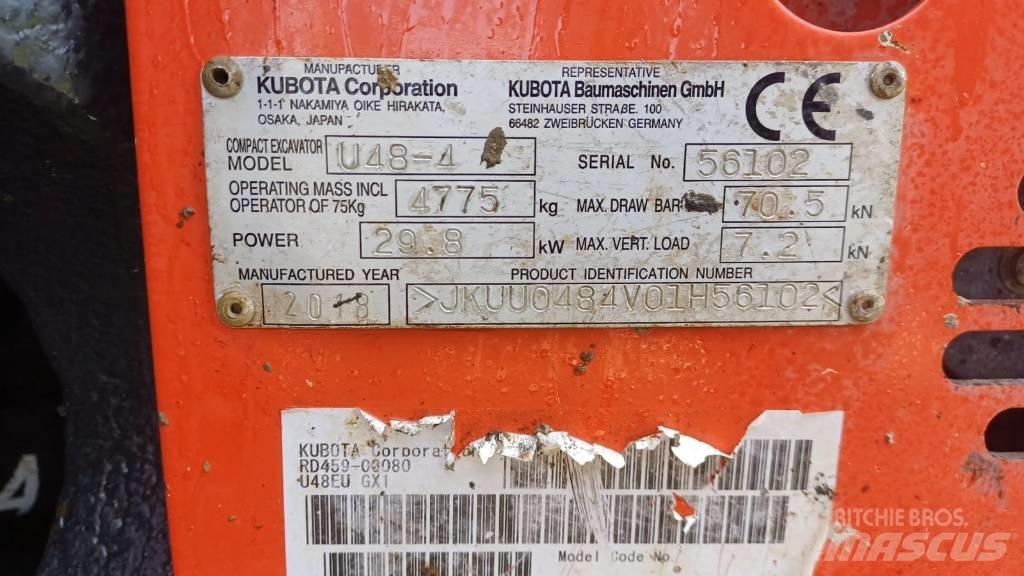 MANUFACTURER
KUBOTA Corporation
1-1-1 NAKAMIYA OIKE HIRAKATA,
OSAKA, JAPAN
REPRESENTATIVE
KUBOTA Baumaschinen GmbH
STEINHAUSER STRAßE. 100
66482 ZWEIBRÜCKEN GERMANY
CE
COMPACT EXCAVATOR
MODEL U48-4 SERIAL No. 56102
OPERATING MASS INCL
OPERATOR OF 75Kg 4775 kg MAX. DRAW BAR 70.5 kN
POWER 29.8 kW MAX. VERT. LOAD 7.2 kN
MANUFACTURED YEAR PRODUCT IDENTIFICATION NUMBER
2018 >JKUU0484V01H56102<
KUBOTA Corporation
RD459-00080
U48EU GX1
Model Code No.
4
RITCHIE BROS.
MASCUS